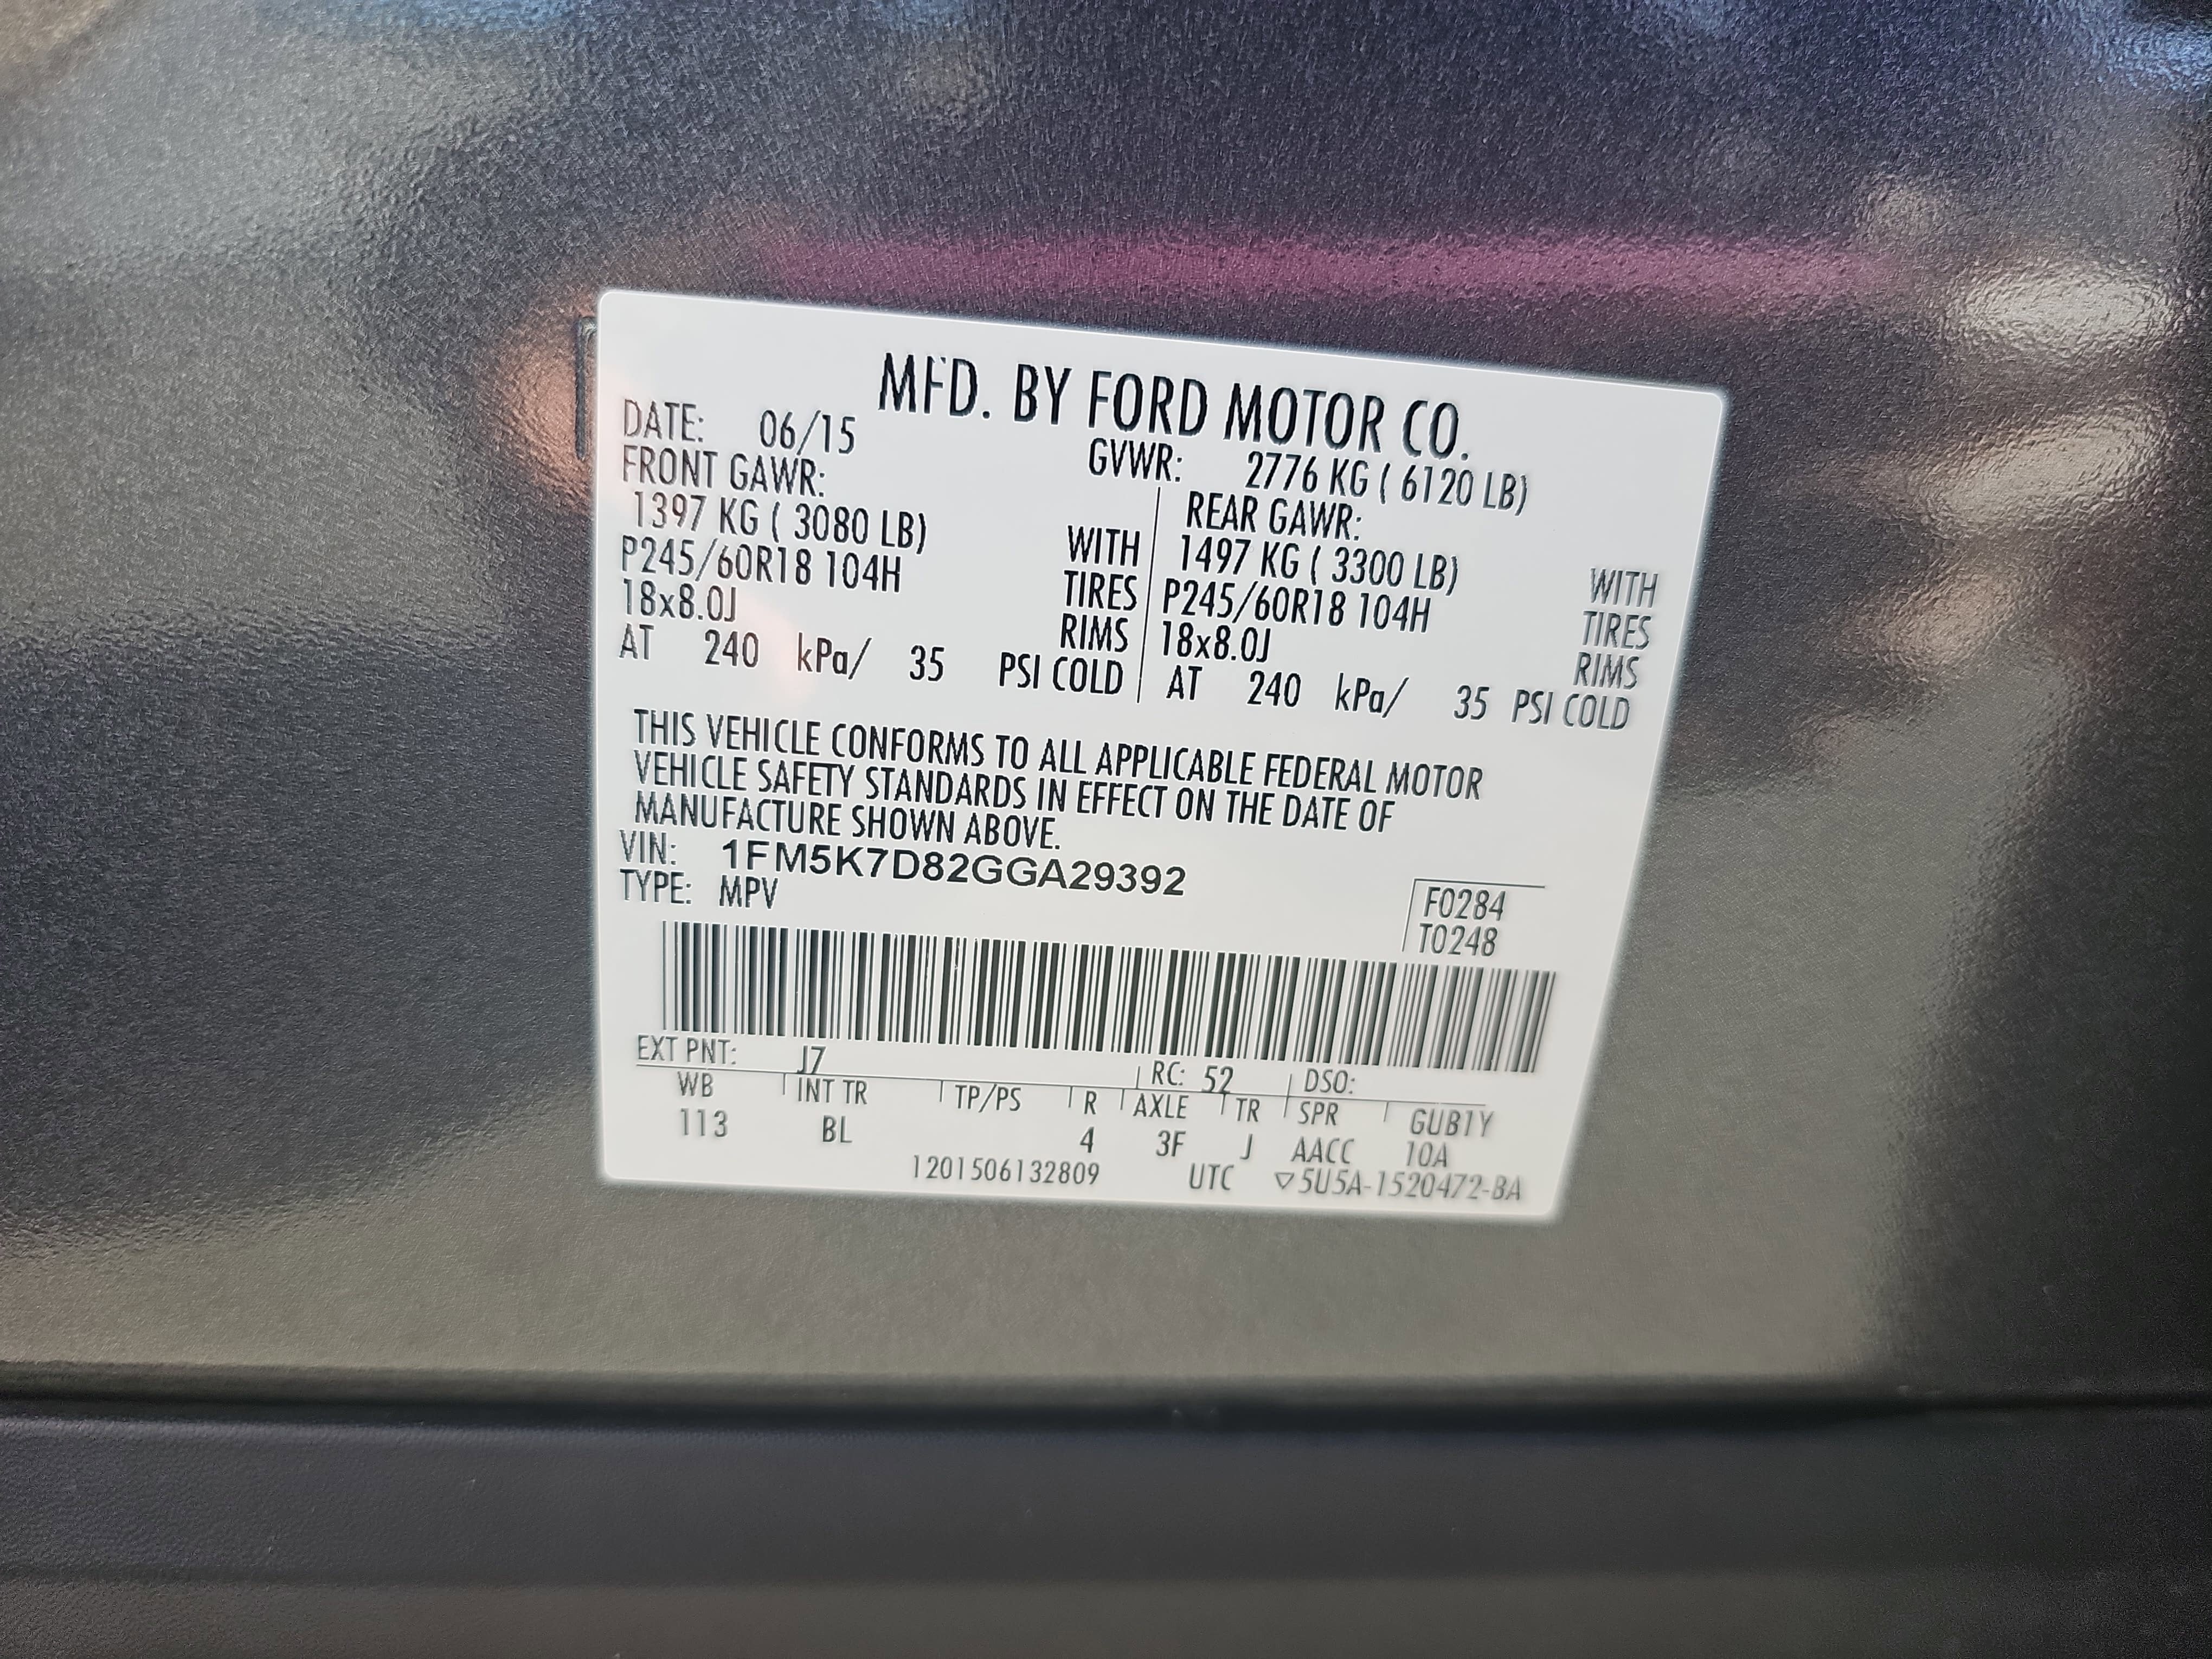 MFD. BY FORD MOTOR CO.
DATE: 06/15 GVWR: 2776 KG ( 6120 LB)
FRONT GAWR: REAR GAWR:
1397 KG ( 3080 LB) WITH 1497 KG ( 3300 LB) WITH
P245/60R18 104H TIRES P245/60R18 104H TIRES
18x8.0J RIMS 18x8.0J RIMS
AT 240 kPa/ 35 PSI COLD AT 240 kPa/ 35 PSI COLD
THIS VEHICLE CONFORMS TO ALL APPLICABLE FEDERAL MOTOR
VEHICLE SAFETY STANDARDS IN EFFECT ON THE DATE OF
MANUFACTURE SHOWN ABOVE.
VIN: 1FM5K7D82GGA29392
TYPE: MPV
F0284
T0248
EXT PNT: J7 RC: 52 DSO:
WB INT TR TP/PS R AXLE TR SPR GUB1Y
113 BL 4 3F J AACC 10A
1201506132809 UTC ▽5U5A-1520472-BA